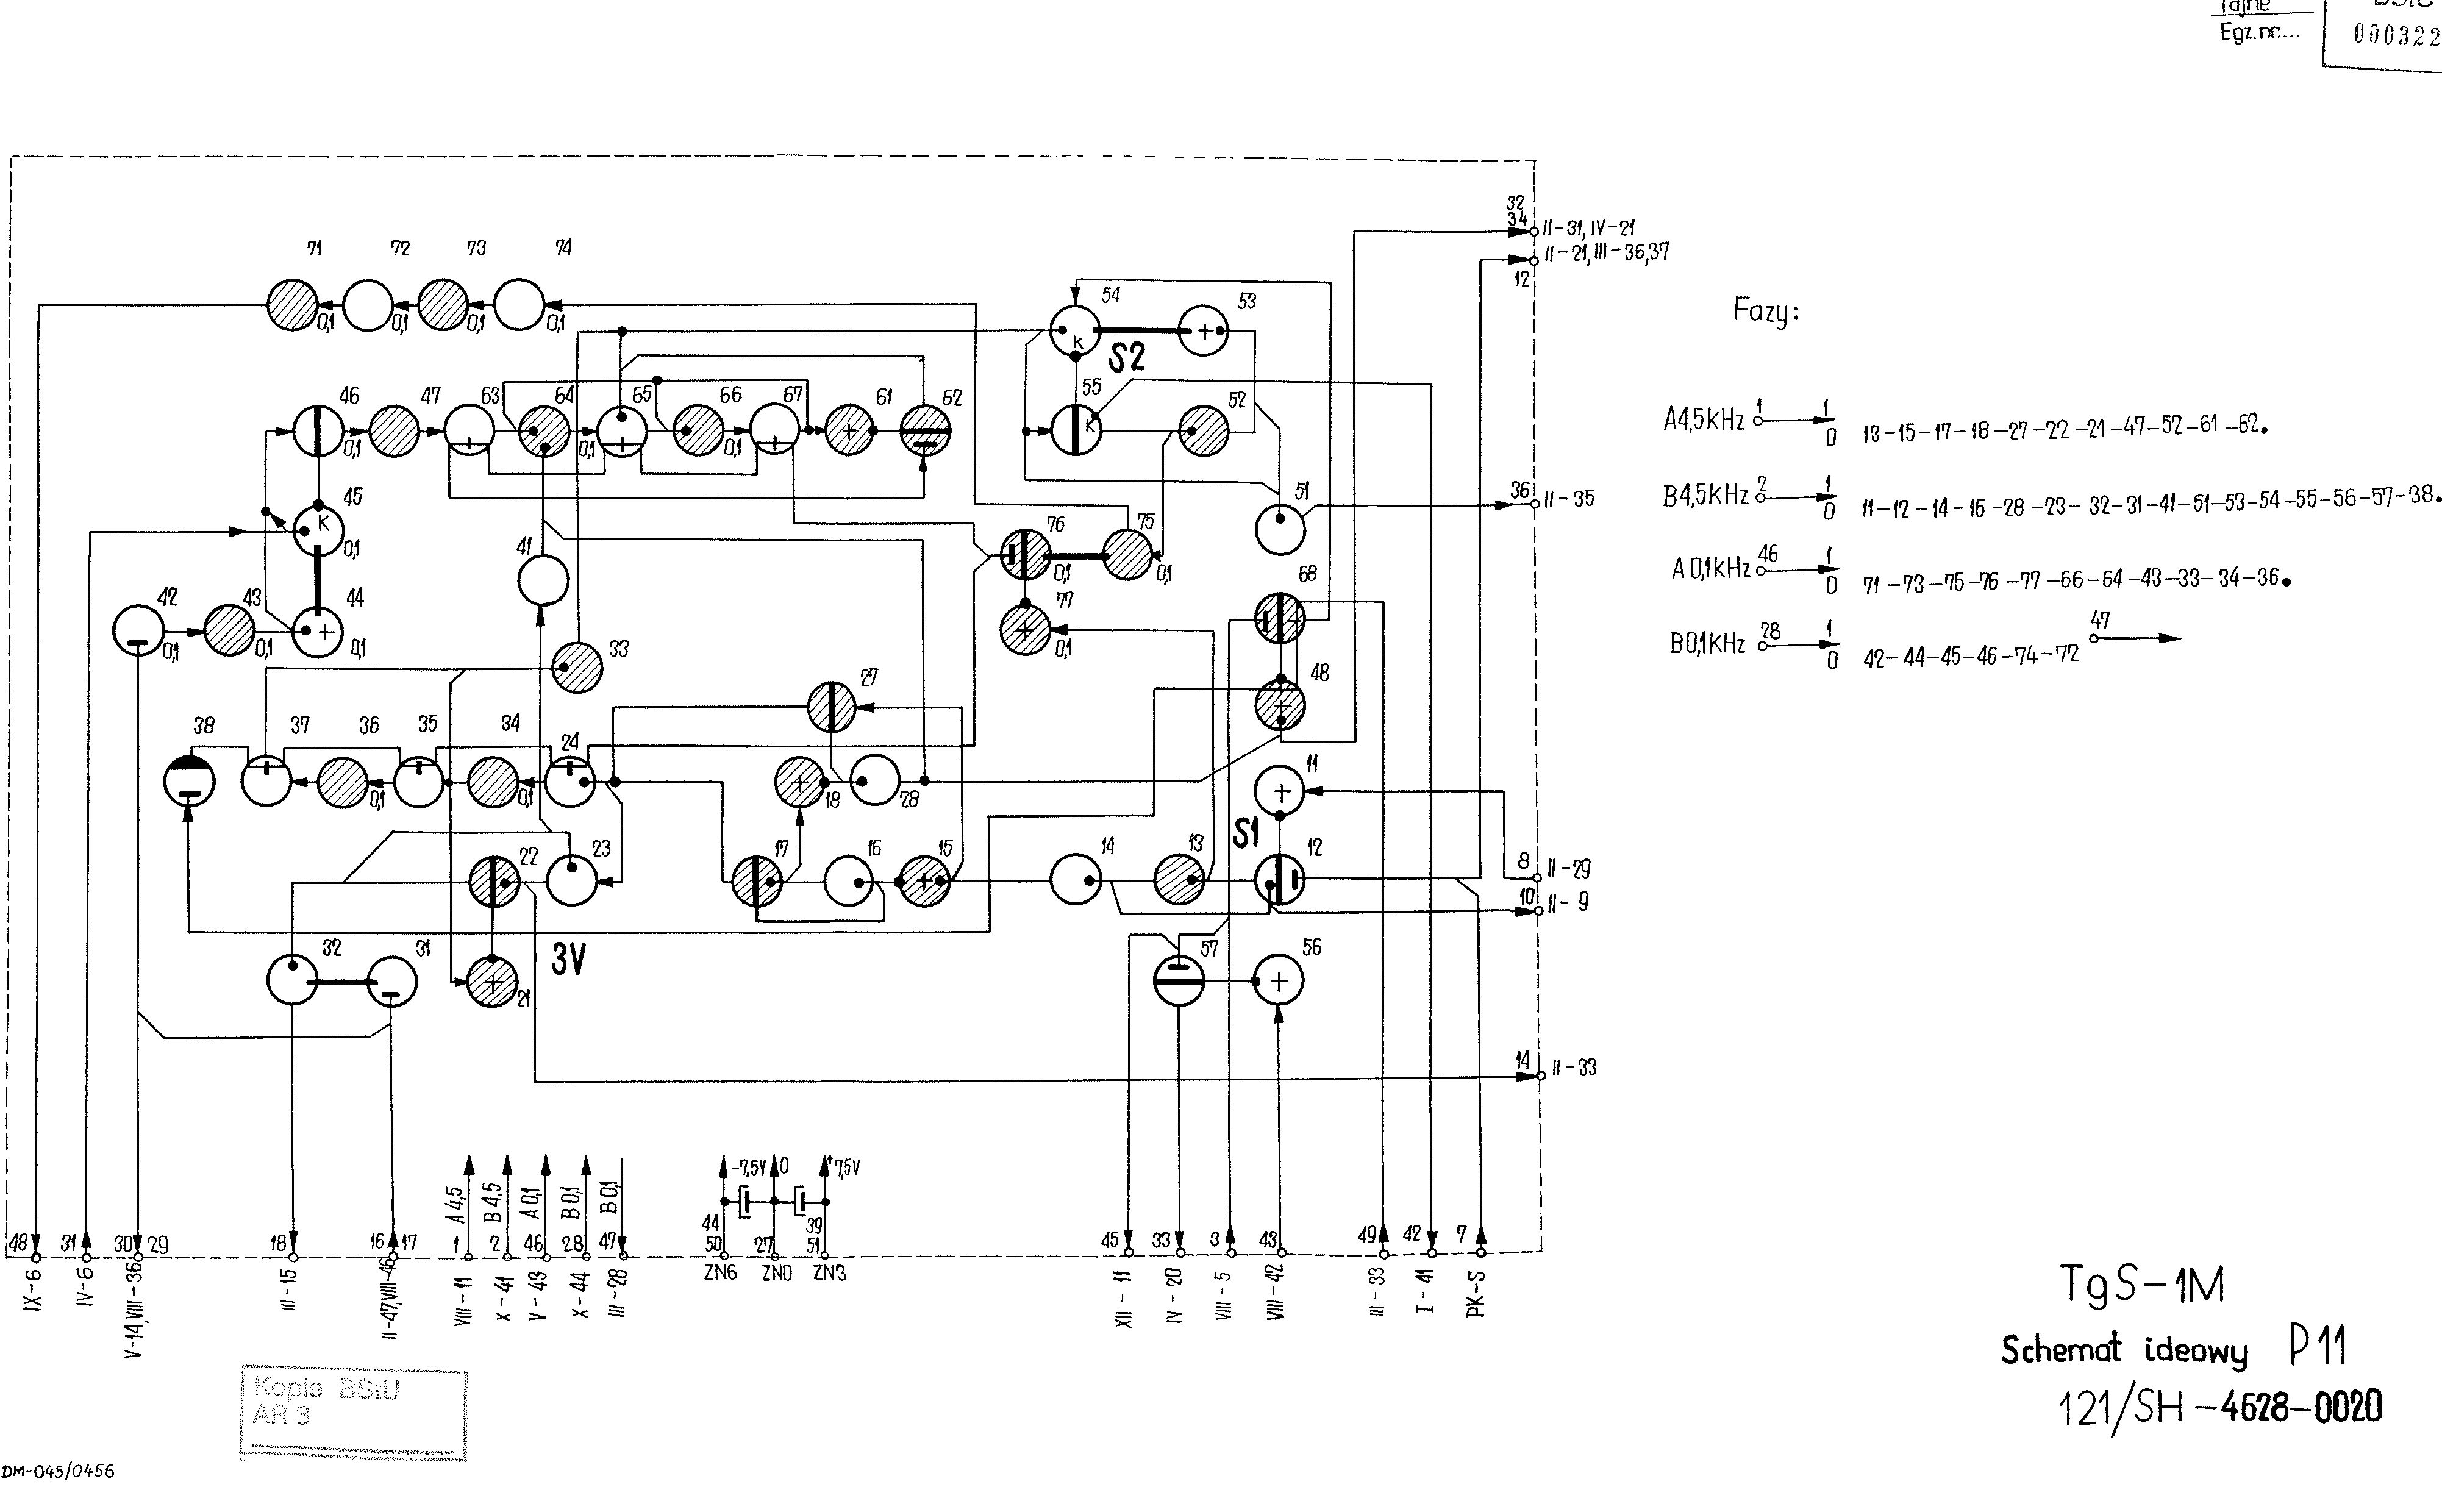 Tajne
Egz.nr....
000322
32
34
II-31, IV-21
II-21, III-36,37
12
71 72 73 74
0,1 0,1 0,1 0,1
54 53
K
S2
Fazy:
46 47 63 64 65 66 67 61 62
55 52
K
0,1 0,1 0,1 0,1
A4,5KHz 1 1/0 13-15-17-18-27-22-21-47-52-61-62.
45
K
0,1
51
36 II-35
B4,5KHz 2 1/0 11-12-14-16-28-23-32-31-41-51-53-54-55-56-57-38.
41
76 75
0,1 0,1
68
A0,1KHz 46 1/0 71-73-75-76-77-66-64-43-33-34-36.
42 43 44
0,1 0,1 0,1
77
0,1
B0,1KHz 28 1/0 42-44-45-46-74-72 47
33
27
48
38 37 36 35 34 24
0,1 0,1
18 28
11
S1
22 23
17 16 15 14 13 12
8 II-29
10 II-9
32 31
3V
21
57 56
14 II-33
A4,5 B4,5 A0,1 B0,1 B0,1
-7,5V 0 +7,5V
44 39
48 31 30 29 18 16 17 1 2 46 28 47 50 27 51 45 33 3 43 49 42 7
ZN6 ZN0 ZN3
IX-6
IV-6
V-14,VIII-36
III-15
II-47,VIII-46
VIII-11
X-41
V-43
X-44
III-28
XII-11
IV-20
VIII-5
VIII-42
III-33
I-41
PK-S
TgS-1M
Schemat ideowy P11
121/SH-4628-0020
Kopie BStU
AR 3
DM-045/0456